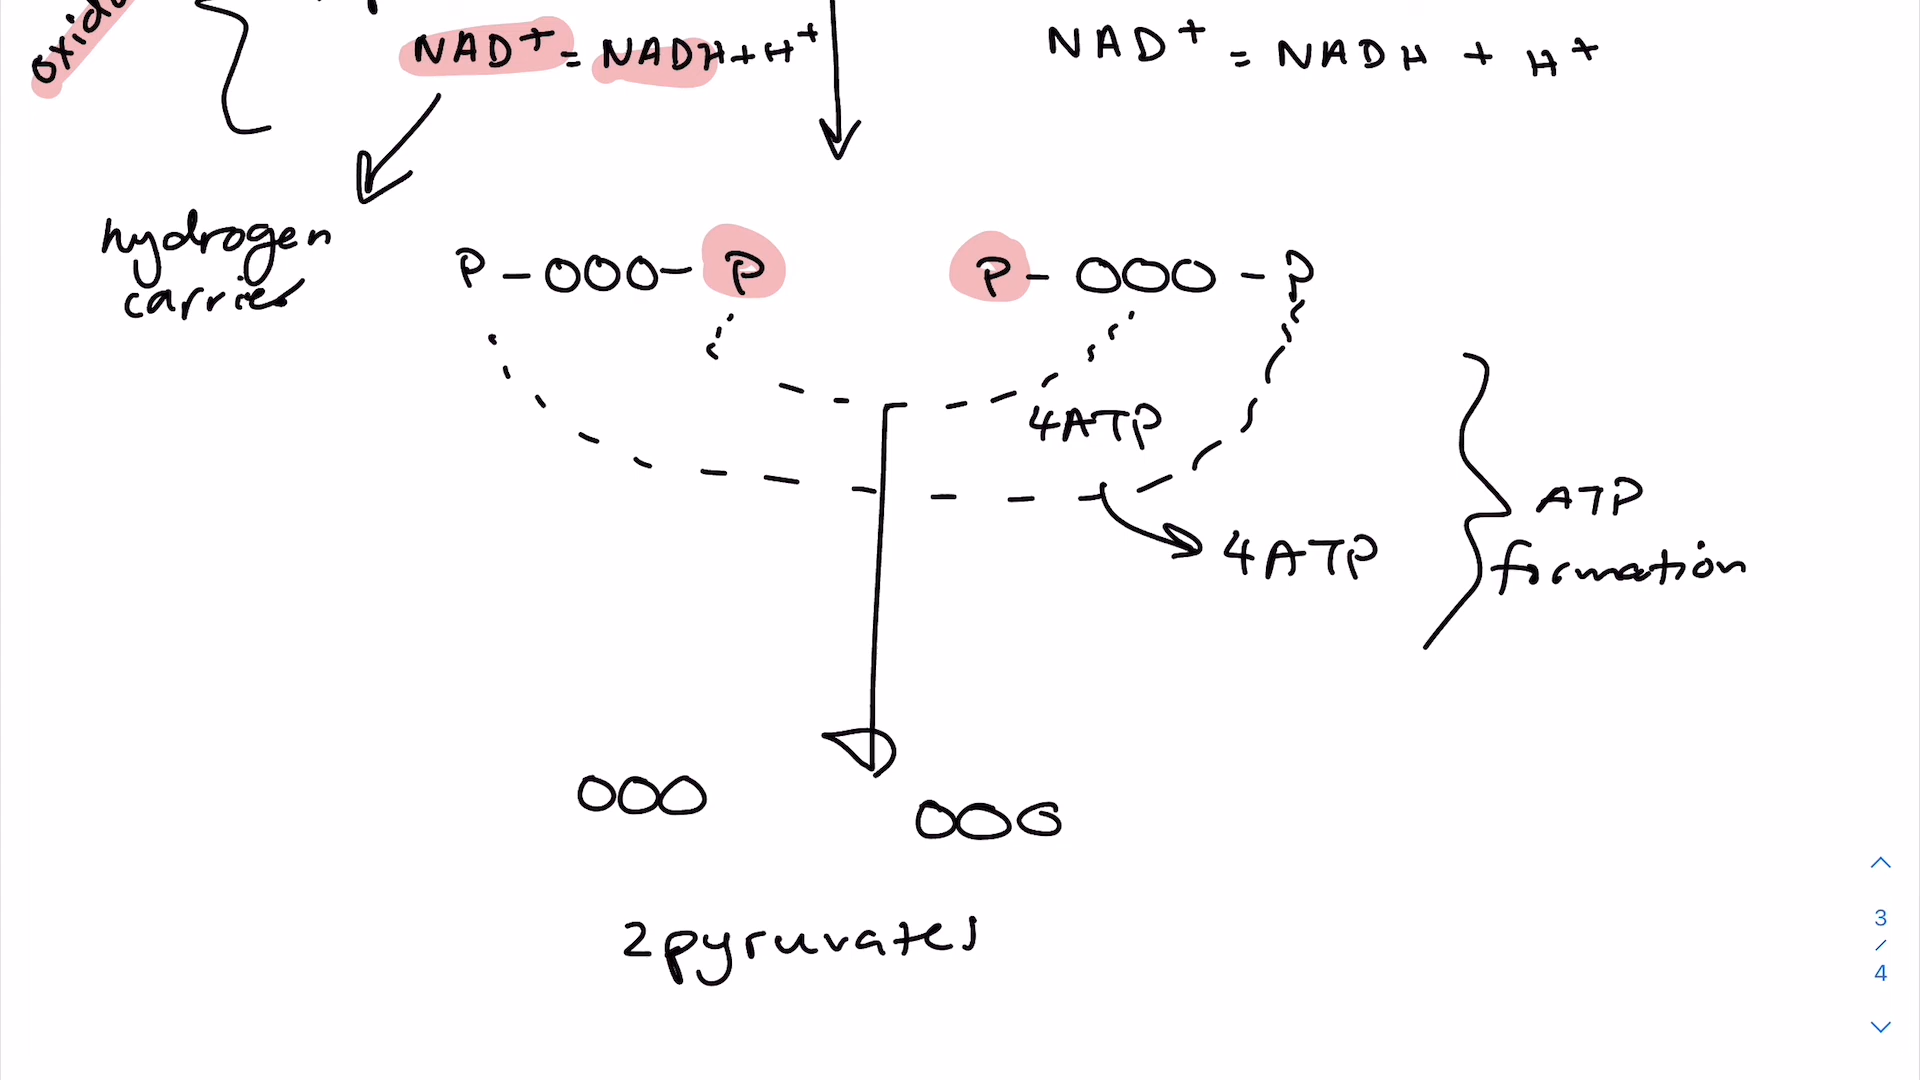 NAD⁺ = NADH + H⁺
NAD⁺ = NADH + H⁺
hydrogen
carrier
P - OOO - P
P - OOO - P
4ATP
4ATP
ATP
formation
OOO
OOO
2 pyruvates
3
/
4